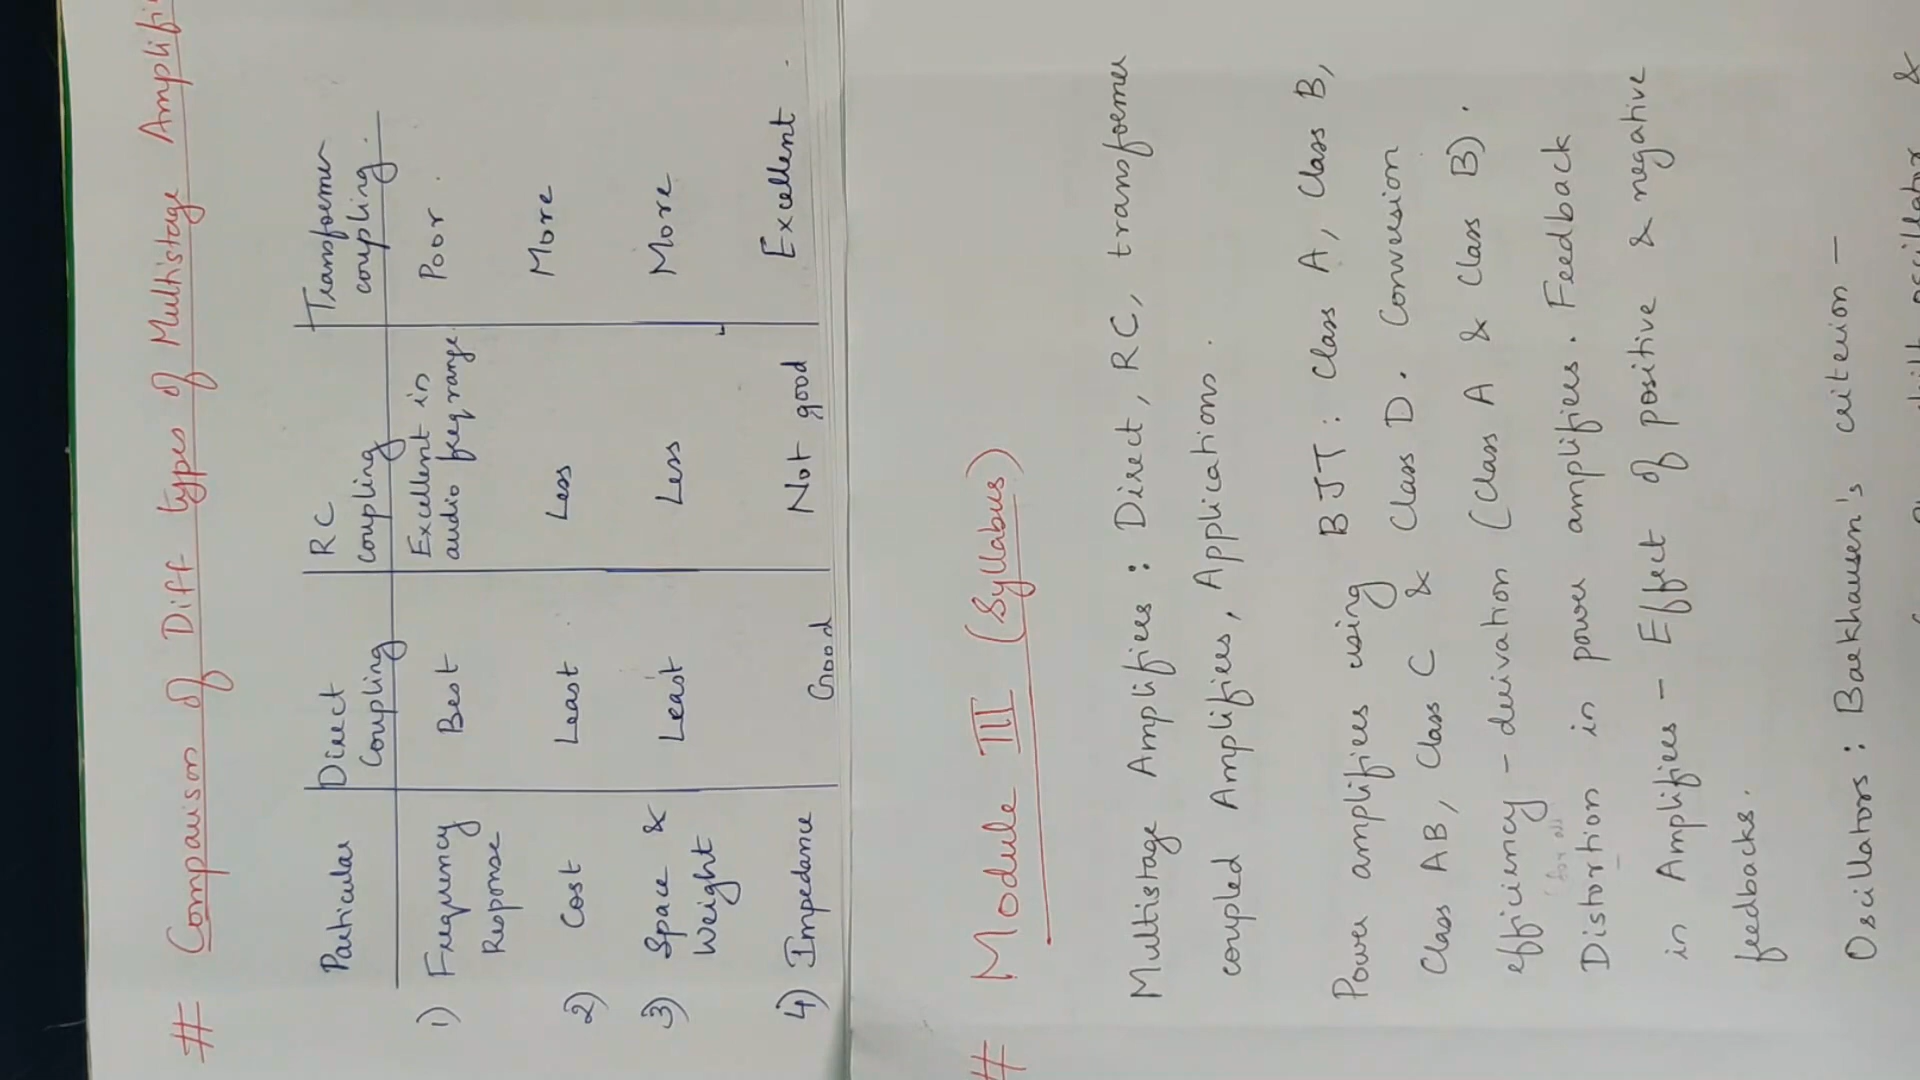 # Comparison of Diff types of Multistage
Particular Direct Coupling RC coupling Transformer coupling.
1) Frequency Response Best Excellent in audio freq range. Poor.
2) Cost Least Less More
3) Space & Weight Least Less More
4) Impedance Good Not good Excellent.
# Module III (Syllabus)
Multistage Amplifiers : Direct, RC, transformer
coupled Amplifiers, Applications.
Power amplifiers using BJT : Class A, Class B,
Class AB, Class C & Class D. Conversion
efficiency - derivation (Class A & Class B).
Distortion in power amplifiers. Feedback
in Amplifiers - Effect of positive & negative
feedbacks.
Oscillators : Barkhausen's criterion -
oscillator &